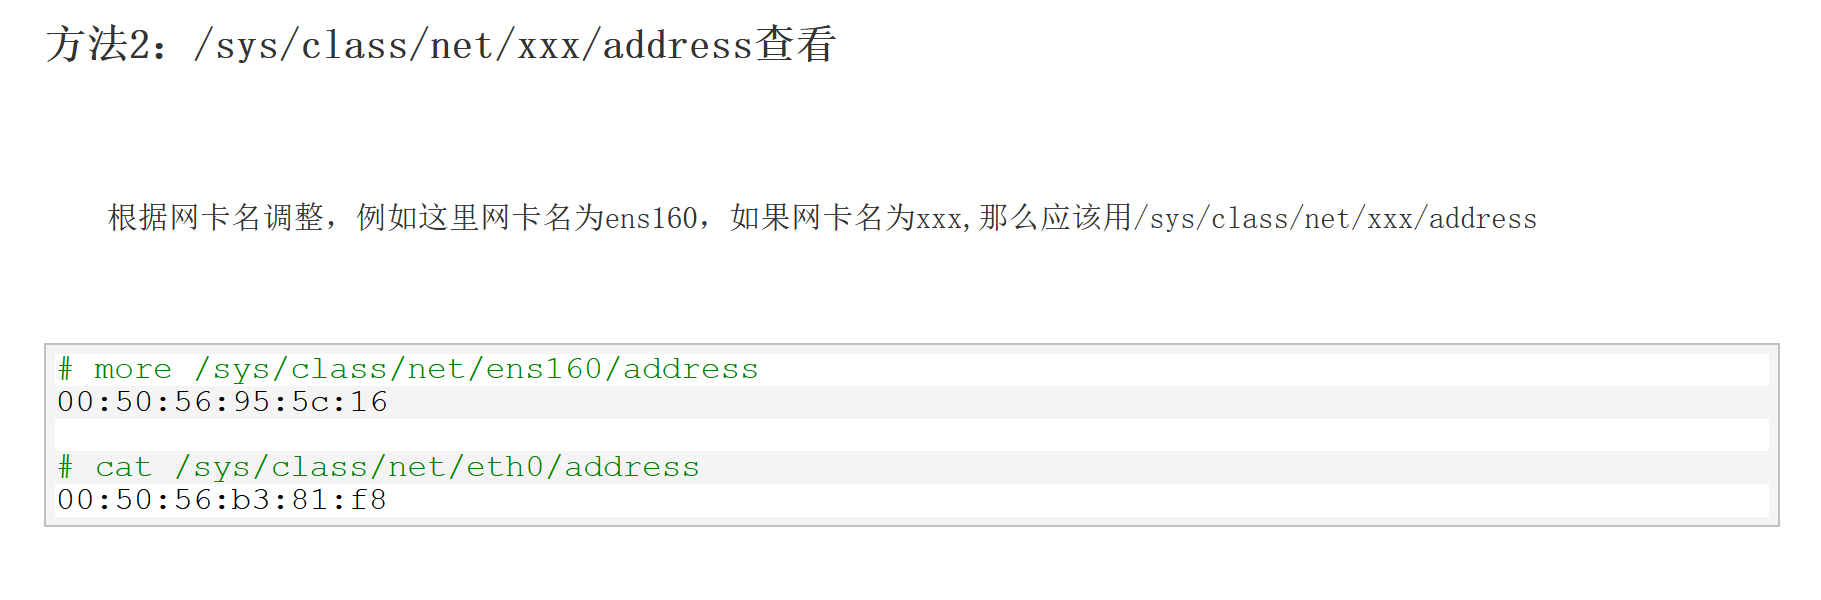 方法2：/sys/class/net/xxx/address查看
根据网卡名调整，例如这里网卡名为ens160，如果网卡名为xxx,那么应该用/sys/class/net/xxx/address
# more /sys/class/net/ens160/address
00:50:56:95:5c:16
# cat /sys/class/net/eth0/address
00:50:56:b3:81:f8